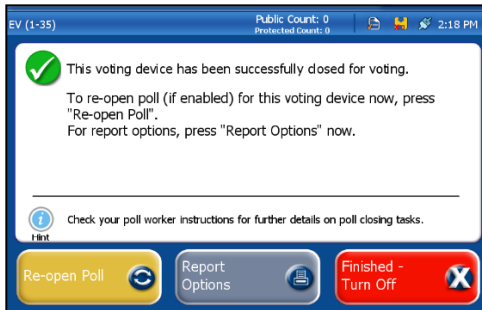 EV (1-35)
Public Count: 0
Protected Count: 0
2:18 PM
This voting device has been successfully closed for voting.
To re-open poll (if enabled) for this voting device now, press
"Re-open Poll".
For report options, press "Report Options" now.
Check your poll worker instructions for further details on poll closing tasks.
Hint
Re-open Poll
Report
Options
Finished -
Turn Off